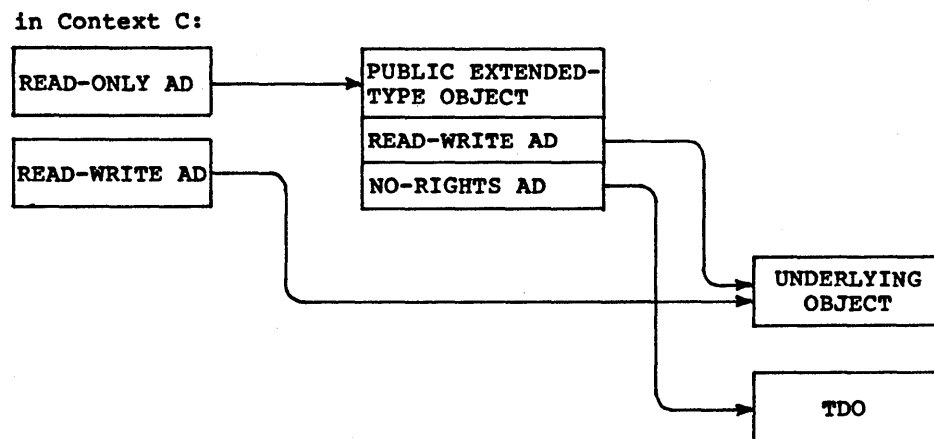 in Context C:
READ-ONLY AD
PUBLIC EXTENDED-
TYPE OBJECT
READ-WRITE AD
READ-WRITE AD
NO-RIGHTS AD
UNDERLYING
OBJECT
TDO